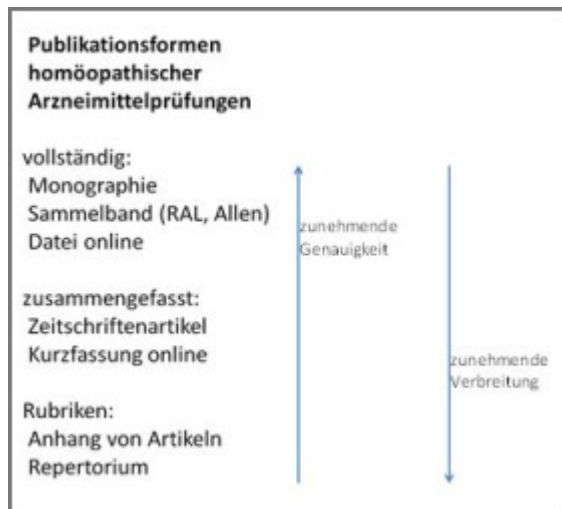 Publikationsformen
homöopathischer
Arzneimittelprüfungen
vollständig:
Monographie
Sammelband (RAL, Allen)
Datei online
zunehmende
Genauigkeit
zusammengefasst:
Zeitschriftenartikel
Kurzfassung online
zunehmende
Verbreitung
Rubriken:
Anhang von Artikeln
Repertorium